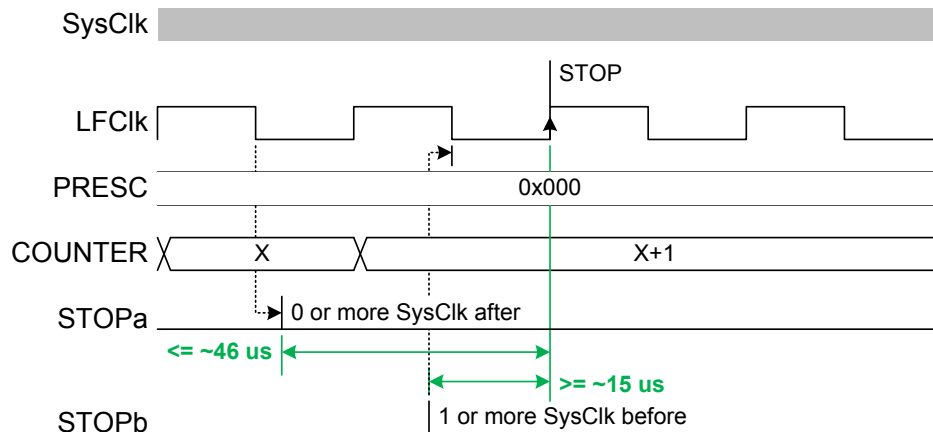 SysClk
STOP
LFClk
PRESC
0x000
COUNTER
X
X+1
STOPa
0 or more SysClk after
<= ~46 us
>= ~15 us
STOPb
1 or more SysClk before